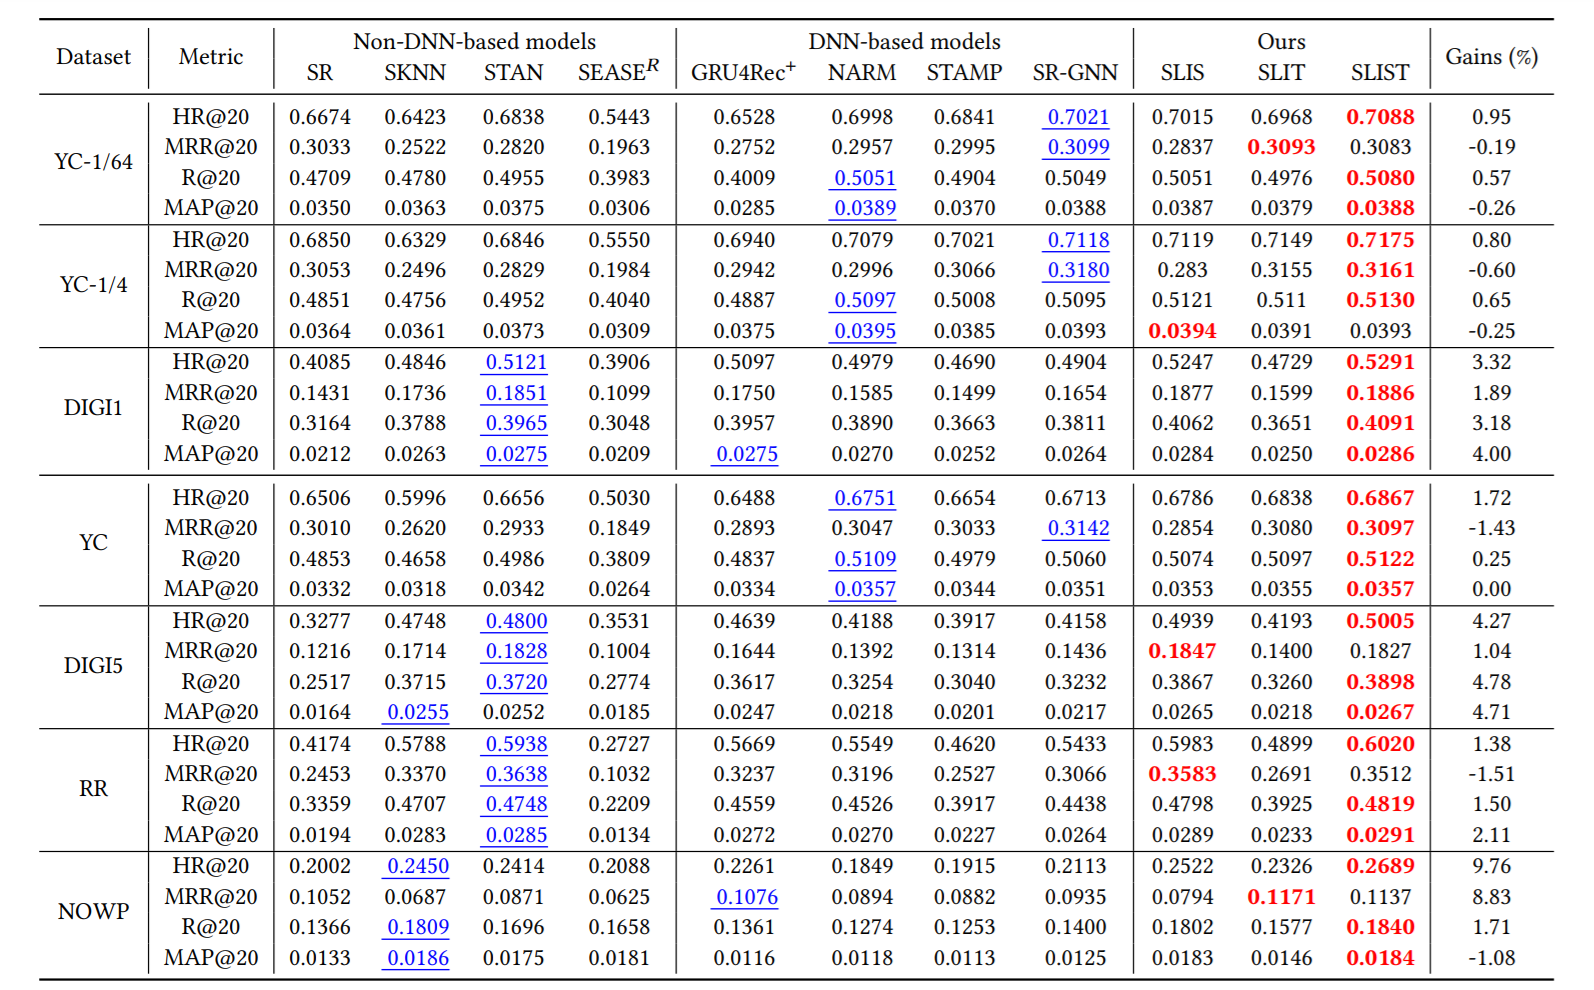 Dataset Metric Non-DNN-based models DNN-based models Ours Gains (%)
SR SKNN STAN SEASE^R GRU4Rec^+ NARM STAMP SR-GNN SLIS SLIT SLIST
YC-1/64
HR@20 0.6674 0.6423 0.6838 0.5443 0.6528 0.6998 0.6841 0.7021 0.7015 0.6968 0.7088 0.95
MRR@20 0.3033 0.2522 0.2820 0.1963 0.2752 0.2957 0.2995 0.3099 0.2837 0.3093 0.3083 -0.19
R@20 0.4709 0.4780 0.4955 0.3983 0.4009 0.5051 0.4904 0.5049 0.5051 0.4976 0.5080 0.57
MAP@20 0.0350 0.0363 0.0375 0.0306 0.0285 0.0389 0.0370 0.0388 0.0387 0.0379 0.0388 -0.26
YC-1/4
HR@20 0.6850 0.6329 0.6846 0.5550 0.6940 0.7079 0.7021 0.7118 0.7119 0.7149 0.7175 0.80
MRR@20 0.3053 0.2496 0.2829 0.1984 0.2942 0.2996 0.3066 0.3180 0.283 0.3155 0.3161 -0.60
R@20 0.4851 0.4756 0.4952 0.4040 0.4887 0.5097 0.5008 0.5095 0.5121 0.511 0.5130 0.65
MAP@20 0.0364 0.0361 0.0373 0.0309 0.0375 0.0395 0.0385 0.0393 0.0394 0.0391 0.0393 -0.25
DIGI1
HR@20 0.4085 0.4846 0.5121 0.3906 0.5097 0.4979 0.4690 0.4904 0.5247 0.4729 0.5291 3.32
MRR@20 0.1431 0.1736 0.1851 0.1099 0.1750 0.1585 0.1499 0.1654 0.1877 0.1599 0.1886 1.89
R@20 0.3164 0.3788 0.3965 0.3048 0.3957 0.3890 0.3663 0.3811 0.4062 0.3651 0.4091 3.18
MAP@20 0.0212 0.0263 0.0275 0.0209 0.0275 0.0270 0.0252 0.0264 0.0284 0.0250 0.0286 4.00
YC
HR@20 0.6506 0.5996 0.6656 0.5030 0.6488 0.6751 0.6654 0.6713 0.6786 0.6838 0.6867 1.72
MRR@20 0.3010 0.2620 0.2933 0.1849 0.2893 0.3047 0.3033 0.3142 0.2854 0.3080 0.3097 -1.43
R@20 0.4853 0.4658 0.4986 0.3809 0.4837 0.5109 0.4979 0.5060 0.5074 0.5097 0.5122 0.25
MAP@20 0.0332 0.0318 0.0342 0.0264 0.0334 0.0357 0.0344 0.0351 0.0353 0.0355 0.0357 0.00
DIGI5
HR@20 0.3277 0.4748 0.4800 0.3531 0.4639 0.4188 0.3917 0.4158 0.4939 0.4193 0.5005 4.27
MRR@20 0.1216 0.1714 0.1828 0.1004 0.1644 0.1392 0.1314 0.1436 0.1847 0.1400 0.1827 1.04
R@20 0.2517 0.3715 0.3720 0.2774 0.3617 0.3254 0.3040 0.3232 0.3867 0.3260 0.3898 4.78
MAP@20 0.0164 0.0255 0.0252 0.0185 0.0247 0.0218 0.0201 0.0217 0.0265 0.0218 0.0267 4.71
RR
HR@20 0.4174 0.5788 0.5938 0.2727 0.5669 0.5549 0.4620 0.5433 0.5983 0.4899 0.6020 1.38
MRR@20 0.2453 0.3370 0.3638 0.1032 0.3237 0.3196 0.2527 0.3066 0.3583 0.2691 0.3512 -1.51
R@20 0.3359 0.4707 0.4748 0.2209 0.4559 0.4526 0.3917 0.4438 0.4798 0.3925 0.4819 1.50
MAP@20 0.0194 0.0283 0.0285 0.0134 0.0272 0.0270 0.0227 0.0264 0.0289 0.0233 0.0291 2.11
NOWP
HR@20 0.2002 0.2450 0.2414 0.2088 0.2261 0.1849 0.1915 0.2113 0.2522 0.2326 0.2689 9.76
MRR@20 0.1052 0.0687 0.0871 0.0625 0.1076 0.0894 0.0882 0.0935 0.0794 0.1171 0.1137 8.83
R@20 0.1366 0.1809 0.1696 0.1658 0.1361 0.1274 0.1253 0.1400 0.1802 0.1577 0.1840 1.71
MAP@20 0.0133 0.0186 0.0175 0.0181 0.0116 0.0118 0.0113 0.0125 0.0183 0.0146 0.0184 -1.08